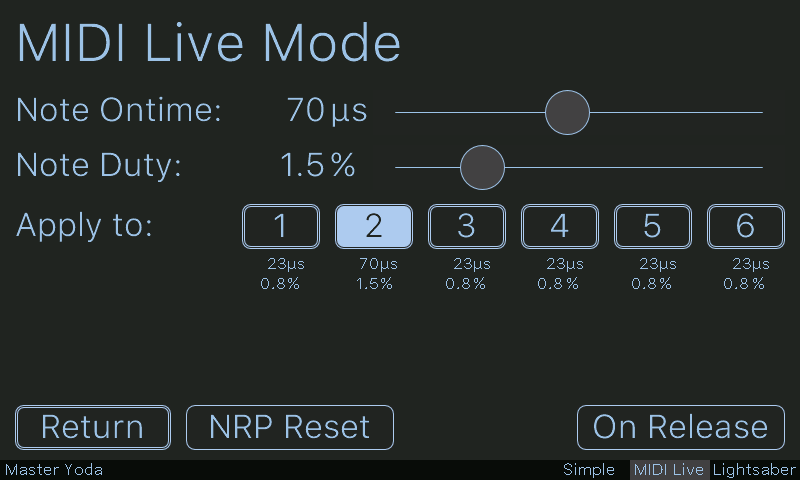 MIDI Live Mode
Note Ontime: 70µs
Note Duty: 1.5%
Apply to: 1 2 3 4 5 6
23µs 70µs 23µs 23µs 23µs 23µs
0.8% 1.5% 0.8% 0.8% 0.8% 0.8%
Return NRP Reset On Release
Master Yoda Simple MIDI Live Lightsaber